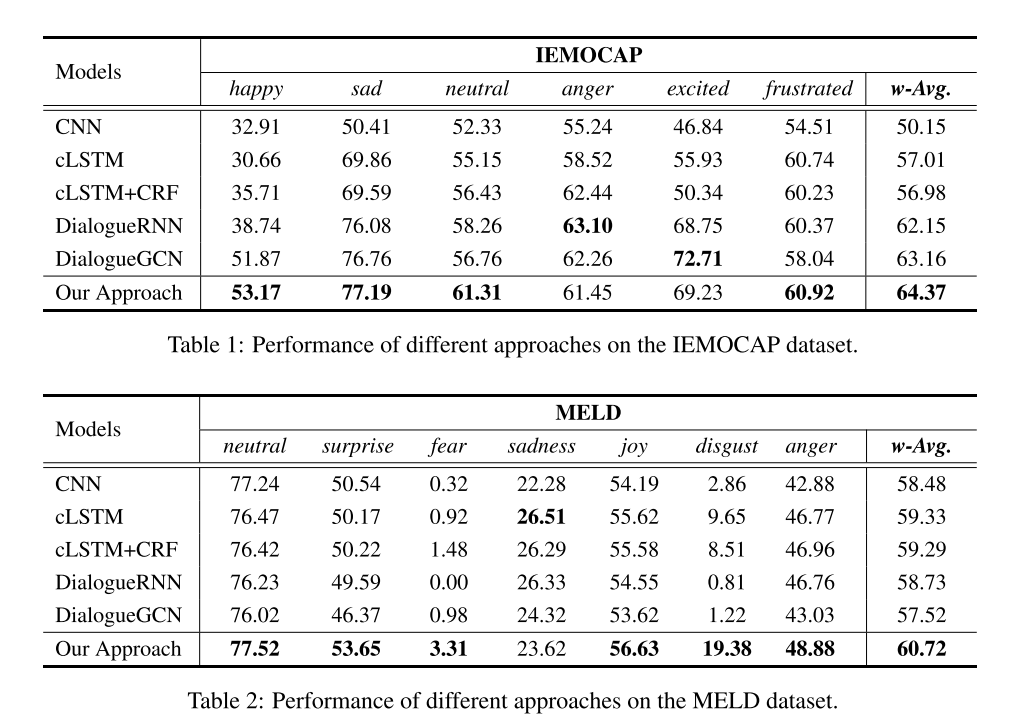 Models IEMOCAP
happy sad neutral anger excited frustrated w-Avg.
CNN 32.91 50.41 52.33 55.24 46.84 54.51 50.15
cLSTM 30.66 69.86 55.15 58.52 55.93 60.74 57.01
cLSTM+CRF 35.71 69.59 56.43 62.44 50.34 60.23 56.98
DialogueRNN 38.74 76.08 58.26 63.10 68.75 60.37 62.15
DialogueGCN 51.87 76.76 56.76 62.26 72.71 58.04 63.16
Our Approach 53.17 77.19 61.31 61.45 69.23 60.92 64.37
Table 1: Performance of different approaches on the IEMOCAP dataset.
Models MELD
neutral surprise fear sadness joy disgust anger w-Avg.
CNN 77.24 50.54 0.32 22.28 54.19 2.86 42.88 58.48
cLSTM 76.47 50.17 0.92 26.51 55.62 9.65 46.77 59.33
cLSTM+CRF 76.42 50.22 1.48 26.29 55.58 8.51 46.96 59.29
DialogueRNN 76.23 49.59 0.00 26.33 54.55 0.81 46.76 58.73
DialogueGCN 76.02 46.37 0.98 24.32 53.62 1.22 43.03 57.52
Our Approach 77.52 53.65 3.31 23.62 56.63 19.38 48.88 60.72
Table 2: Performance of different approaches on the MELD dataset.